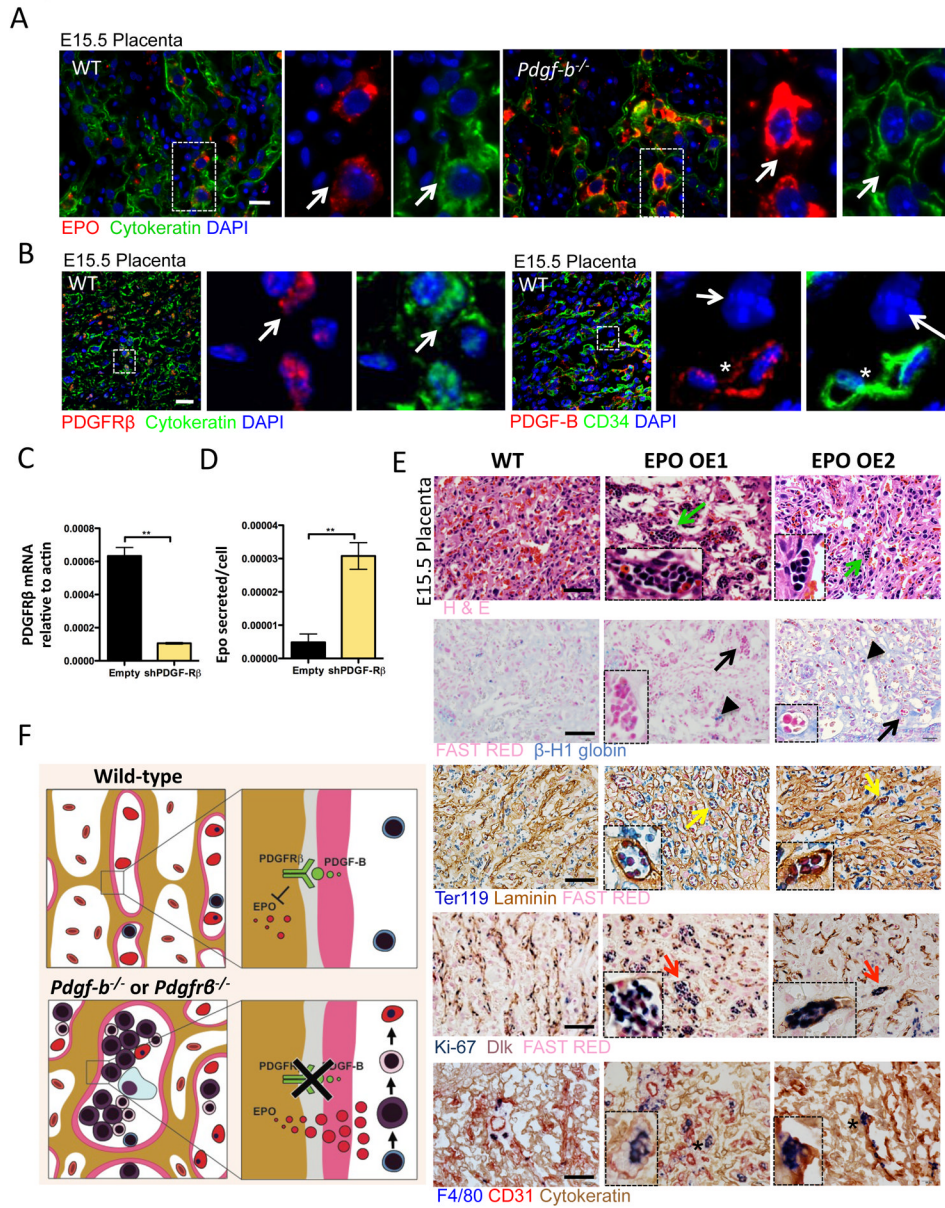 A
E15.5 Placenta
WT
Pdgf-b-/-
EPO Cytokeratin DAPI
B
E15.5 Placenta
E15.5 Placenta
WT
WT
*
*
PDGFRβ Cytokeratin DAPI
PDGF-B CD34 DAPI
C
PDGFRβ mRNA
relative to actin
0.0008
0.0006
0.0004
0.0002
0.0000
**
Empty shPDGF-Rβ
D
Epo secreted/cell
0.00004
0.00003
0.00002
0.00001
0.00000
**
Empty shPDGF-Rβ
E
WT
EPO OE1
EPO OE2
E15.5 Placenta
H & E
FAST RED β-H1 globin
Ter119 Laminin FAST RED
Ki-67 Dlk FAST RED
*
*
F4/80 CD31 Cytokeratin
F
Wild-type
PDGFRβ
PDGF-B
EPO
Pdgf-b-/- or Pdgfrβ-/-
PDGFR
DGF-B
EPO